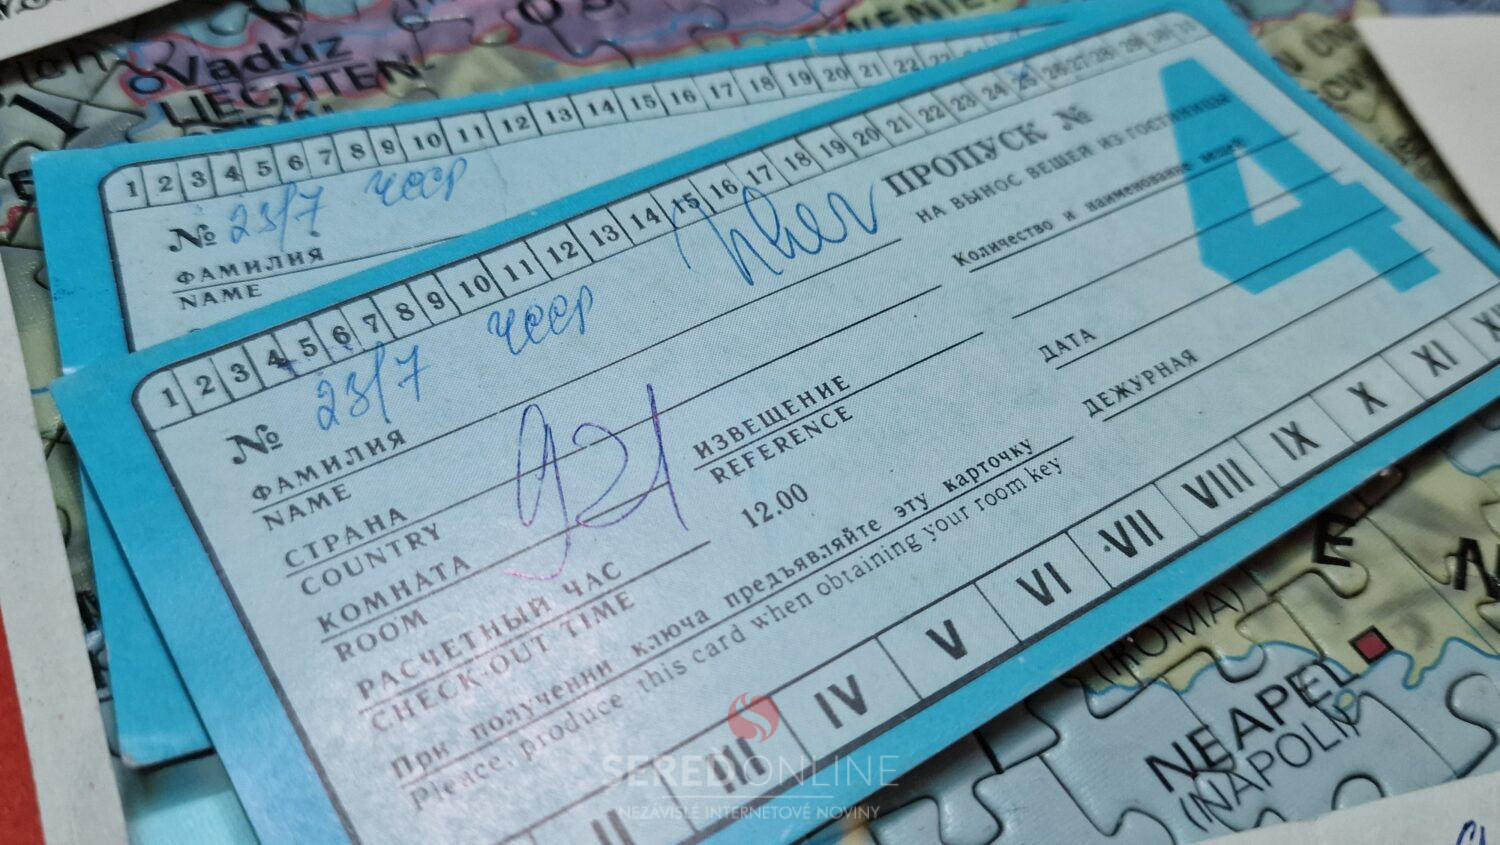 Vaduz
LIECHTEN-
1 2 3 4 5 6 7 8 9 10 11 12 13 14 15 16 17 18 19 20 21 22 23
№ 23/7 ЧССР
ФАМИЛИЯ
NAME
1 2 3 4 5 6 7 8 9 10 11 12 13 14 15 16 17 18 19 20 21 22 23 24 25 26 27 28 29 30 31
№ 23/7 ЧССР
ФАМИЛИЯ
NAME
СТРАНА
COUNTRY
КОМНАТА
ROOM
921
РАСЧЕТНЫЙ ЧАС
CHECK-OUT TIME
12.00
ИЗВЕЩЕНИЕ
REFERENCE
При получении ключа предъявляйте эту карточку
Please, produce this card when obtaining your room key
ПРОПУСК №
НА ВЫНОС ВЕЩЕЙ ИЗ ГОСТИНИЦЫ
Количество и наименование вещей
4
ДАТА
ДЕЖУРНАЯ
II III IV V VI VII VIII IX X XI
NEAPEL
(NAPOLI)
(ROMA)
SEREDONLINE
NEZÁVISLÉ INTERNETOVÉ NOVINY